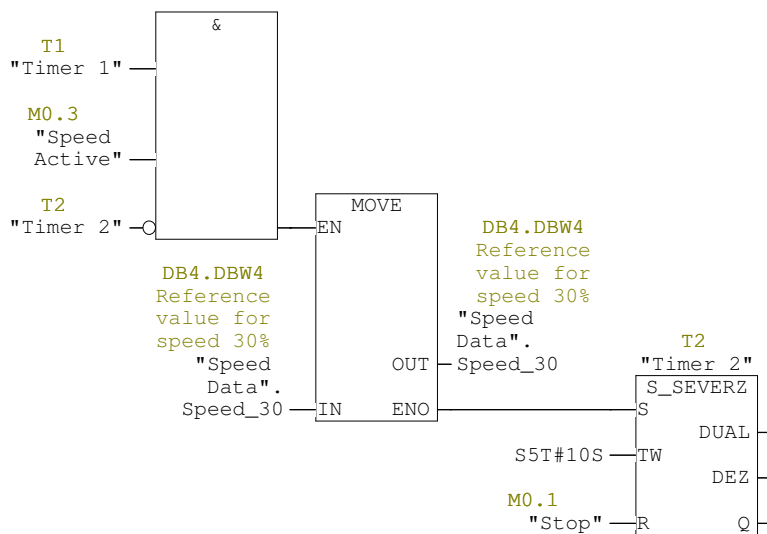 &
T1
"Timer 1"
M0.3
"Speed
Active"
T2
"Timer 2"
MOVE
EN
DB4.DBW4
Reference
value for
speed 30%
"Speed
Data".
Speed_30
IN
DB4.DBW4
Reference
value for
speed 30%
"Speed
Data".
OUT Speed_30
ENO
T2
"Timer 2"
S_SEVERZ
S
DUAL
S5T#10S TW
DEZ
M0.1
"Stop" R Q